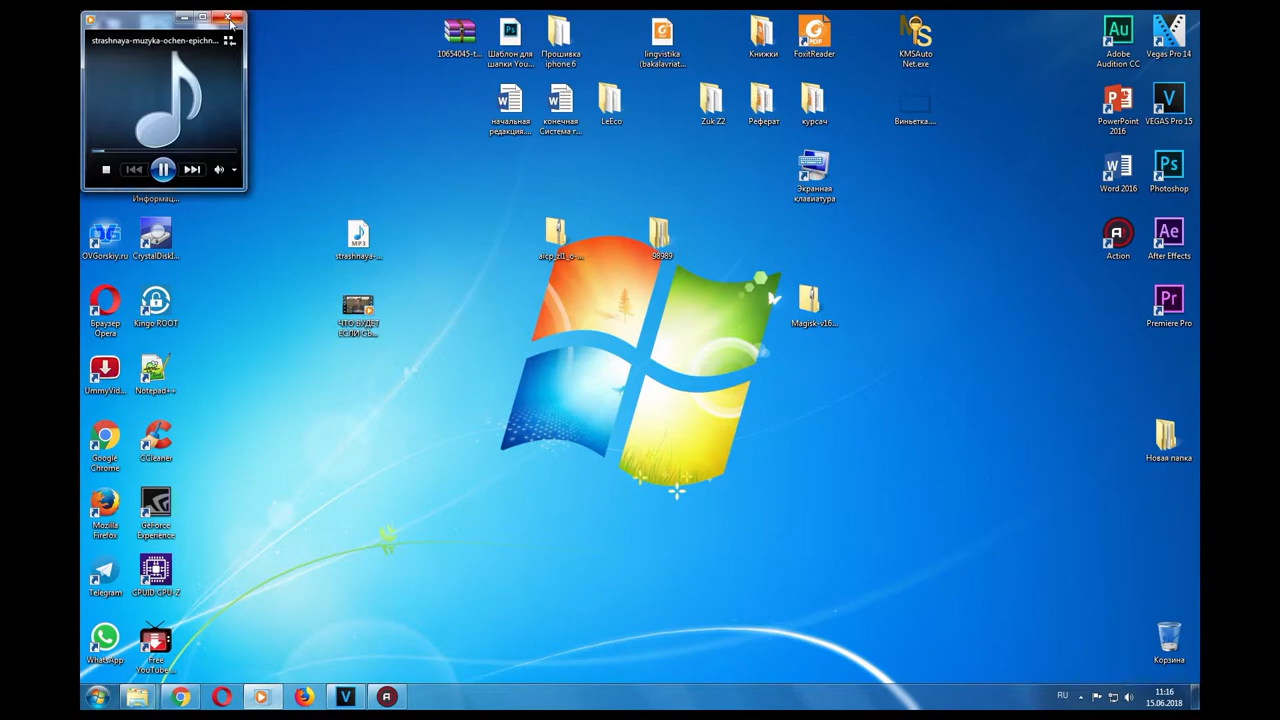 strashnaya-muzyka-ochen-epichn...
Информац...
OVGorskiy.ru
CrystalDiskI...
Браузер
Opera
Kingo ROOT
UmmyVid...
Notepad++
Google
Chrome
CCleaner
Mozilla
Firefox
GeForce
Experience
Telegram
CPUID CPU-Z
WhatsApp
Free
YouTube...
strashnaya-...
MP3
ЧТО БУДЕТ
ЕСЛИ СЪ...
10654045-t...
Шаблон для
шапки You...
Прошивка
iphone 6
lingvistika
(bakalavriat...
Книжки
FoxitReader
KMSAuto
Net.exe
начальная
редакция....
конечная
Система г...
LeEco
Zuk Z2
Реферат
курсач
Виньетка....
Экранная
клавиатура
aicp_zl1_o-...
98989
Magisk-v16...
Adobe
Audition CC
Vegas Pro 14
PowerPoint
2016
VEGAS Pro 15
Word 2016
Photoshop
Action
After Effects
Premiere Pro
Новая папка
Корзина
RU
11:16
15.06.2018